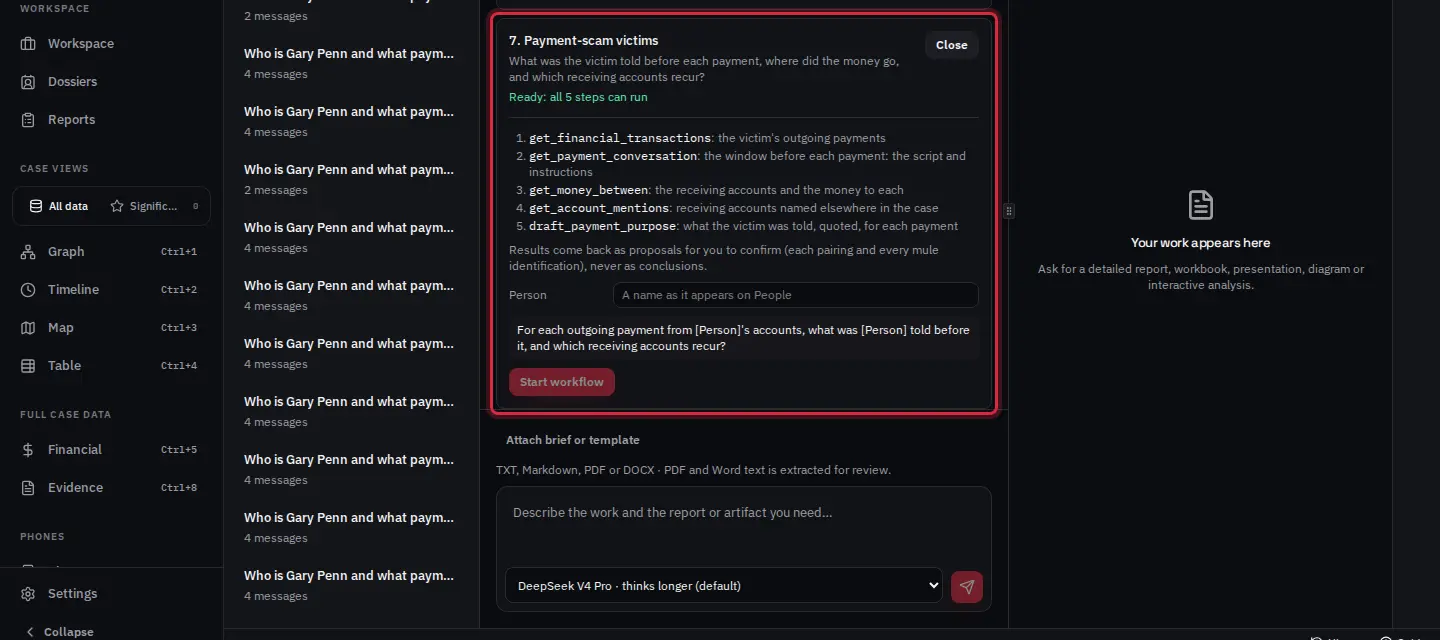 WORKSPACE
Workspace
Dossiers
Reports
CASE VIEWS
All data
Signific...
0
Graph Ctrl+1
Timeline Ctrl+2
Map Ctrl+3
Table Ctrl+4
FULL CASE DATA
Financial Ctrl+5
Evidence Ctrl+8
PHONES
Settings
Collapse
2 messages
Who is Gary Penn and what paym...
4 messages
Who is Gary Penn and what paym...
4 messages
Who is Gary Penn and what paym...
2 messages
Who is Gary Penn and what paym...
4 messages
Who is Gary Penn and what paym...
4 messages
Who is Gary Penn and what paym...
4 messages
Who is Gary Penn and what paym...
4 messages
Who is Gary Penn and what paym...
4 messages
Who is Gary Penn and what paym...
4 messages
Who is Gary Penn and what paym...
4 messages
7. Payment-scam victims
Close
What was the victim told before each payment, where did the money go,
and which receiving accounts recur?
Ready: all 5 steps can run
1. get_financial_transactions: the victim's outgoing payments
2. get_payment_conversation: the window before each payment: the script and
instructions
3. get_money_between: the receiving accounts and the money to each
4. get_account_mentions: receiving accounts named elsewhere in the case
5. draft_payment_purpose: what the victim was told, quoted, for each payment
Results come back as proposals for you to confirm (each pairing and every mule
identification), never as conclusions.
Person
A name as it appears on People
For each outgoing payment from [Person]'s accounts, what was [Person] told before
it, and which receiving accounts recur?
Start workflow
Attach brief or template
TXT, Markdown, PDF or DOCX · PDF and Word text is extracted for review.
Describe the work and the report or artifact you need...
DeepSeek V4 Pro · thinks longer (default)
Your work appears here
Ask for a detailed report, workbook, presentation, diagram or
interactive analysis.